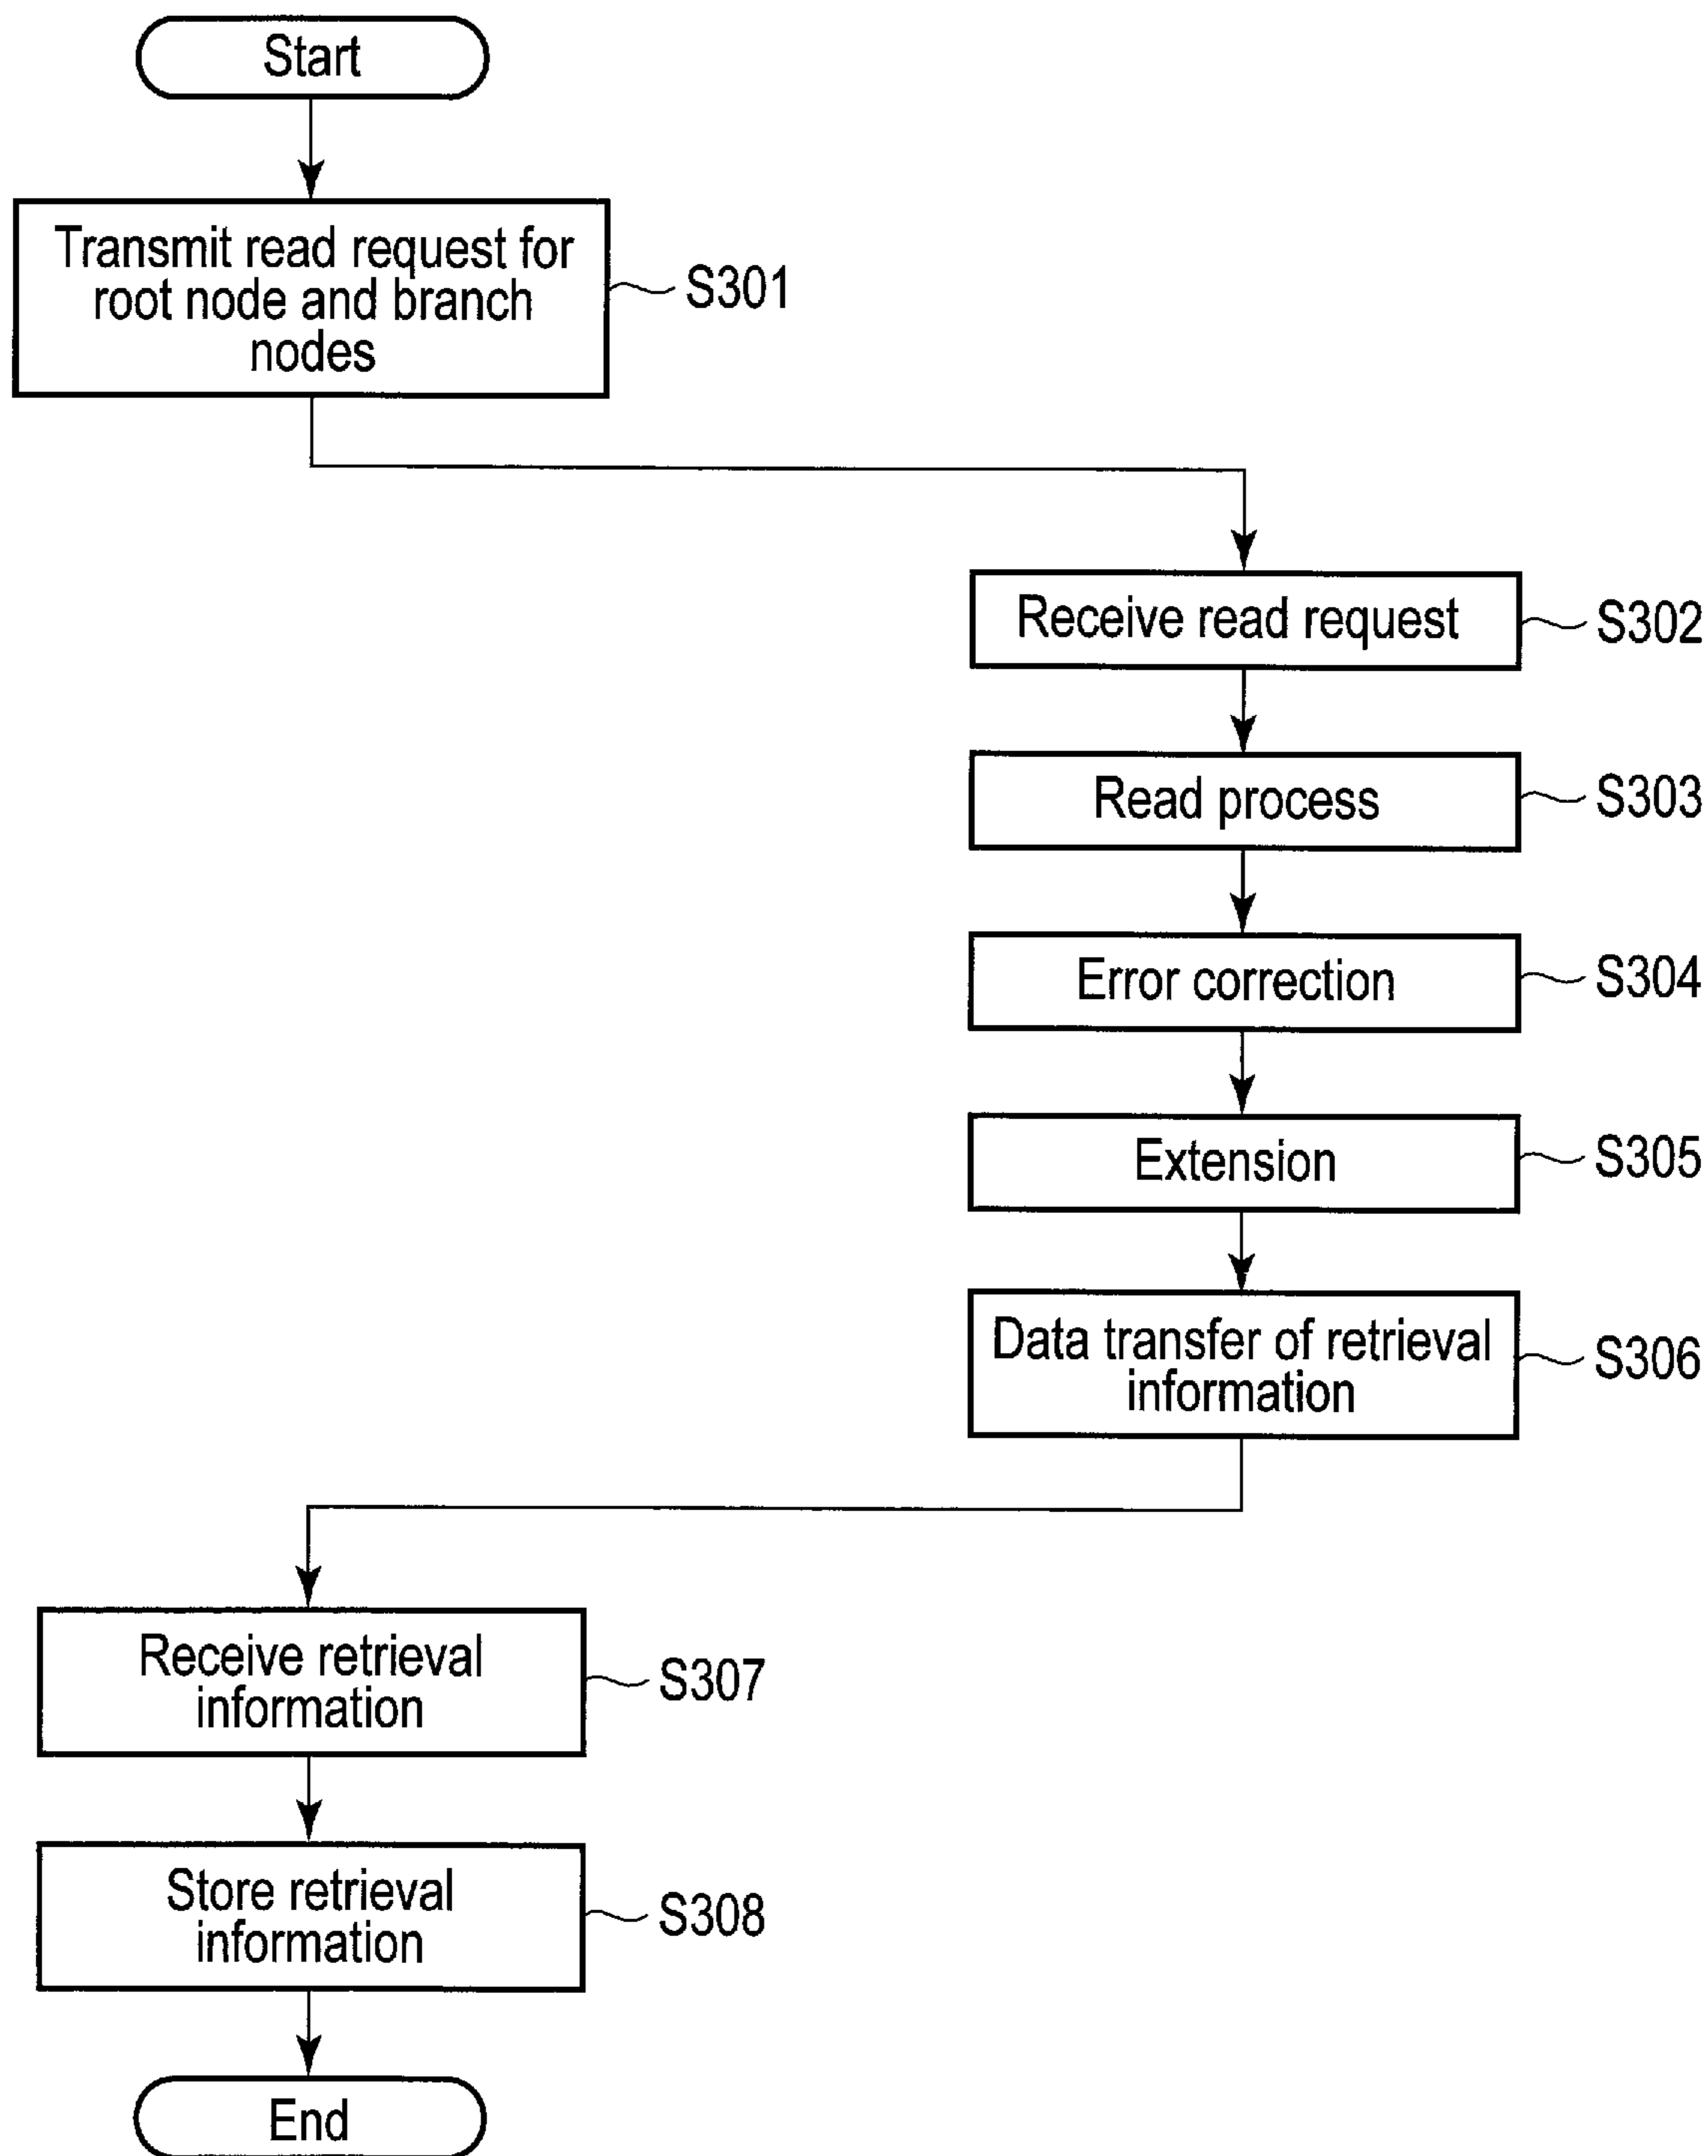 Start
Transmit read request for
root node and branch
nodes
S301
Receive read request
S302
Read process
S303
Error correction
S304
Extension
S305
Data transfer of retrieval
information
S306
Receive retrieval
information
S307
Store retrieval
information
S308
End